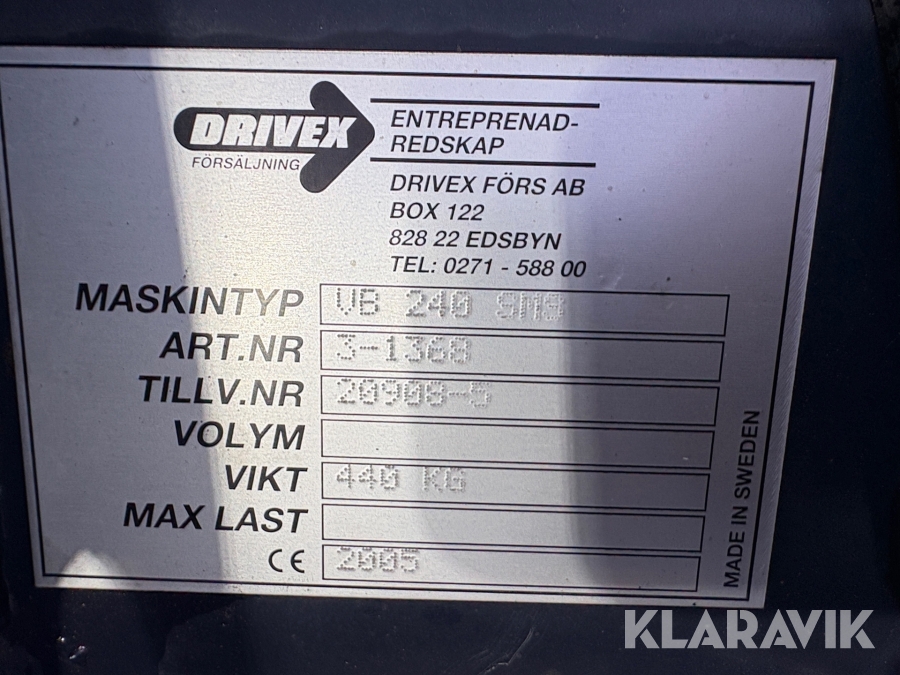 DRIVEX
FÖRSÄLJNING
ENTREPRENAD-
REDSKAP
DRIVEX FÖRS AB
BOX 122
828 22 EDSBYN
TEL: 0271 - 588 00
MASKINTYP VB 240 SMS
ART.NR 3-1368
TILLV.NR 20908-5
VOLYM
VIKT 440 KG
MAX LAST
CE 2005
MADE IN SWEDEN
KLARAVIK